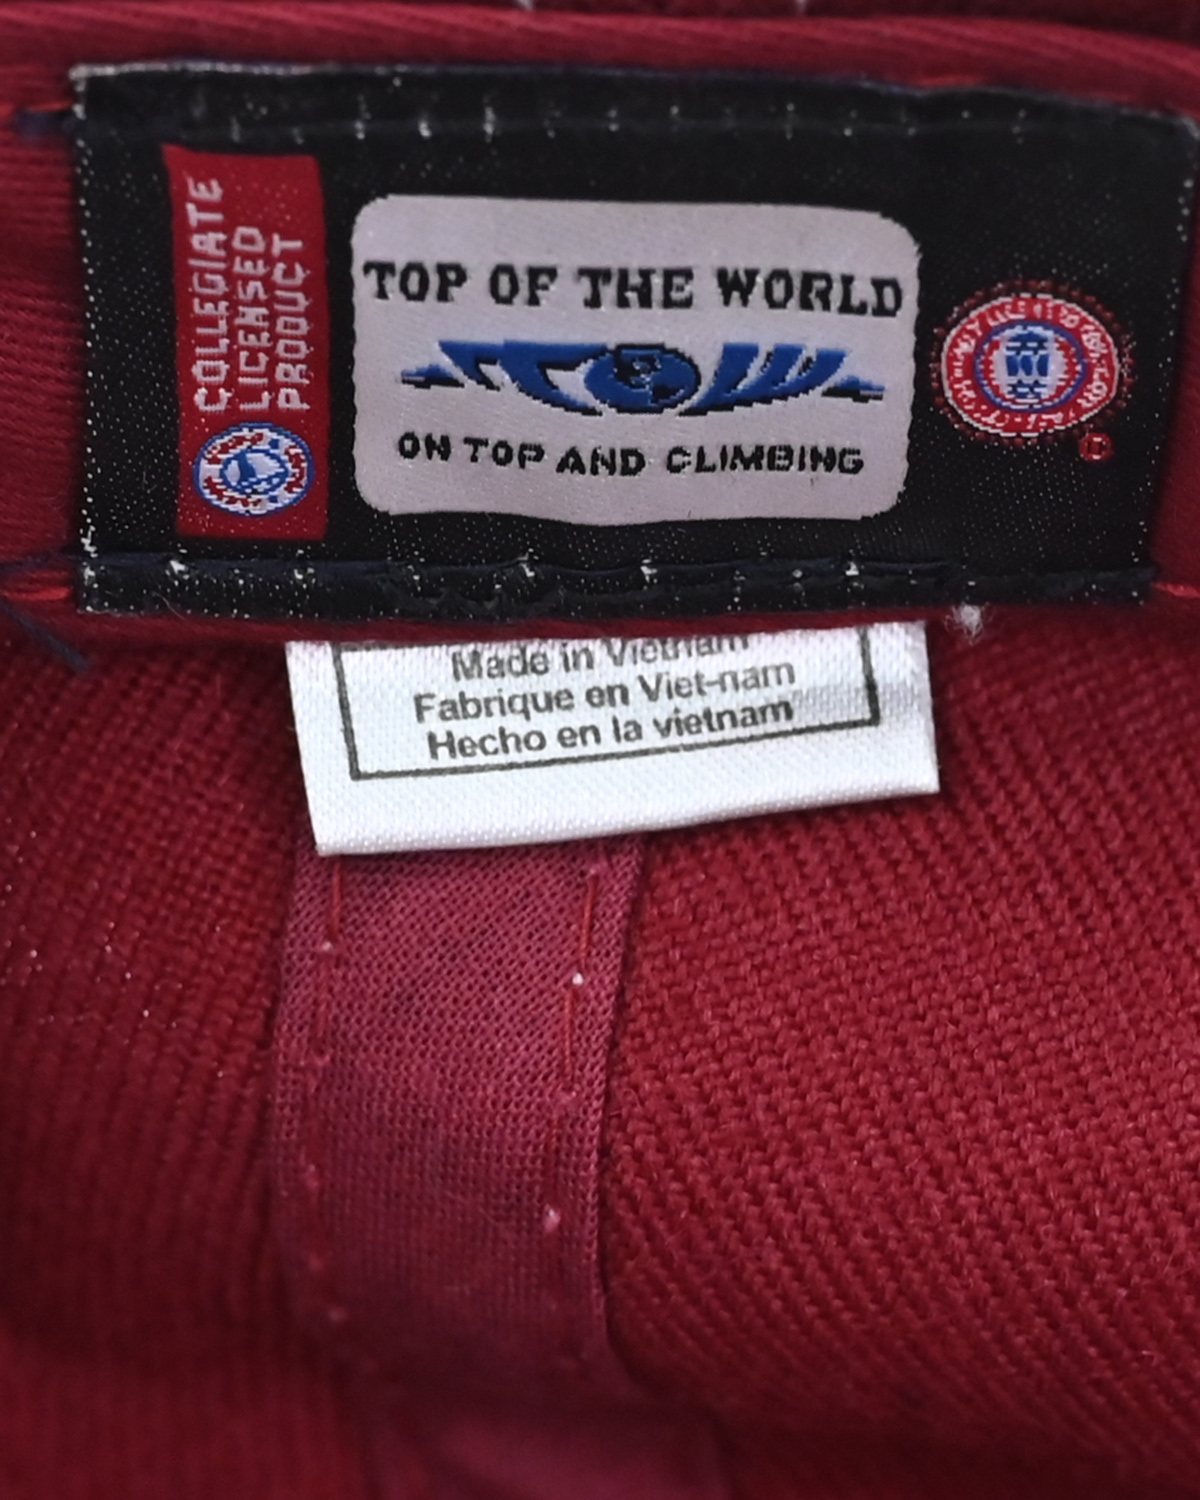 COLLEGIATE
LICENSED
PRODUCT
TOP OF THE WORLD
ON TOP AND CLIMBING
R
Made in Vietnam
Fabrique en Viet-nam
Hecho en la vietnam